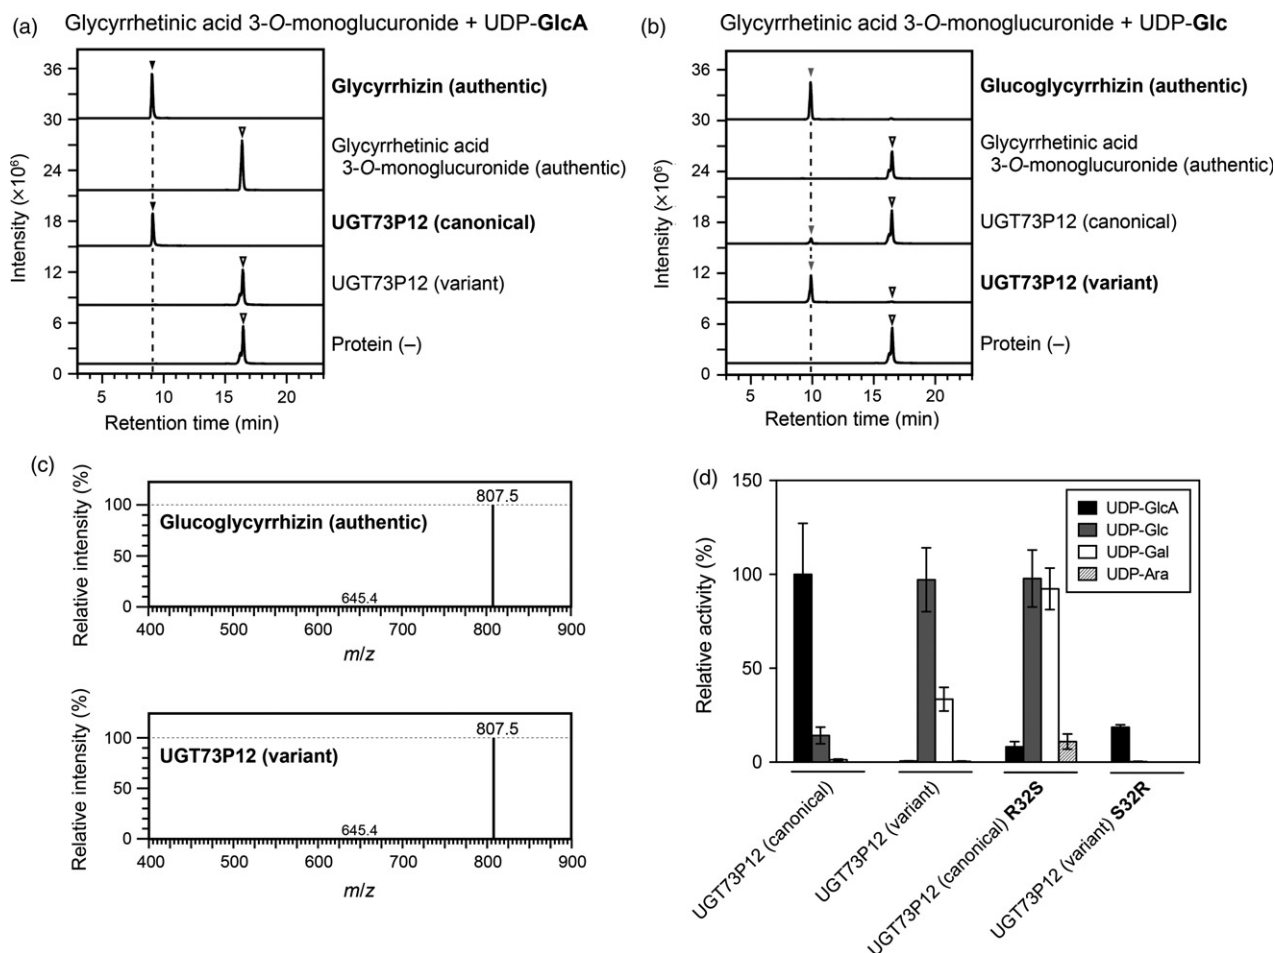 (a) Glycyrrhetinic acid 3-O-monoglucuronide + UDP-GlcA
36
30
24
18
12
6
0
Intensity (×10⁶)
Glycyrrhizin (authentic)
Glycyrrhetinic acid
3-O-monoglucuronide (authentic)
UGT73P12 (canonical)
UGT73P12 (variant)
Protein (–)
5 10 15 20
Retention time (min)
(b) Glycyrrhetinic acid 3-O-monoglucuronide + UDP-Glc
36
30
24
18
12
6
0
Intensity (×10⁶)
Glucoglycyrrhizin (authentic)
Glycyrrhetinic acid
3-O-monoglucuronide (authentic)
UGT73P12 (canonical)
UGT73P12 (variant)
Protein (–)
5 10 15 20
Retention time (min)
(c)
Relative intensity (%)
100
50
0
807.5
Glucoglycyrrhizin (authentic)
645.4
400 500 600 700 800 900
m/z
Relative intensity (%)
100
50
0
807.5
UGT73P12 (variant)
645.4
400 500 600 700 800 900
m/z
(d)
150
100
50
0
Relative activity (%)
UDP-GlcA
UDP-Glc
UDP-Gal
UDP-Ara
UGT73P12 (canonical)
UGT73P12 (variant)
UGT73P12 (canonical) R32S
UGT73P12 (variant) S32R